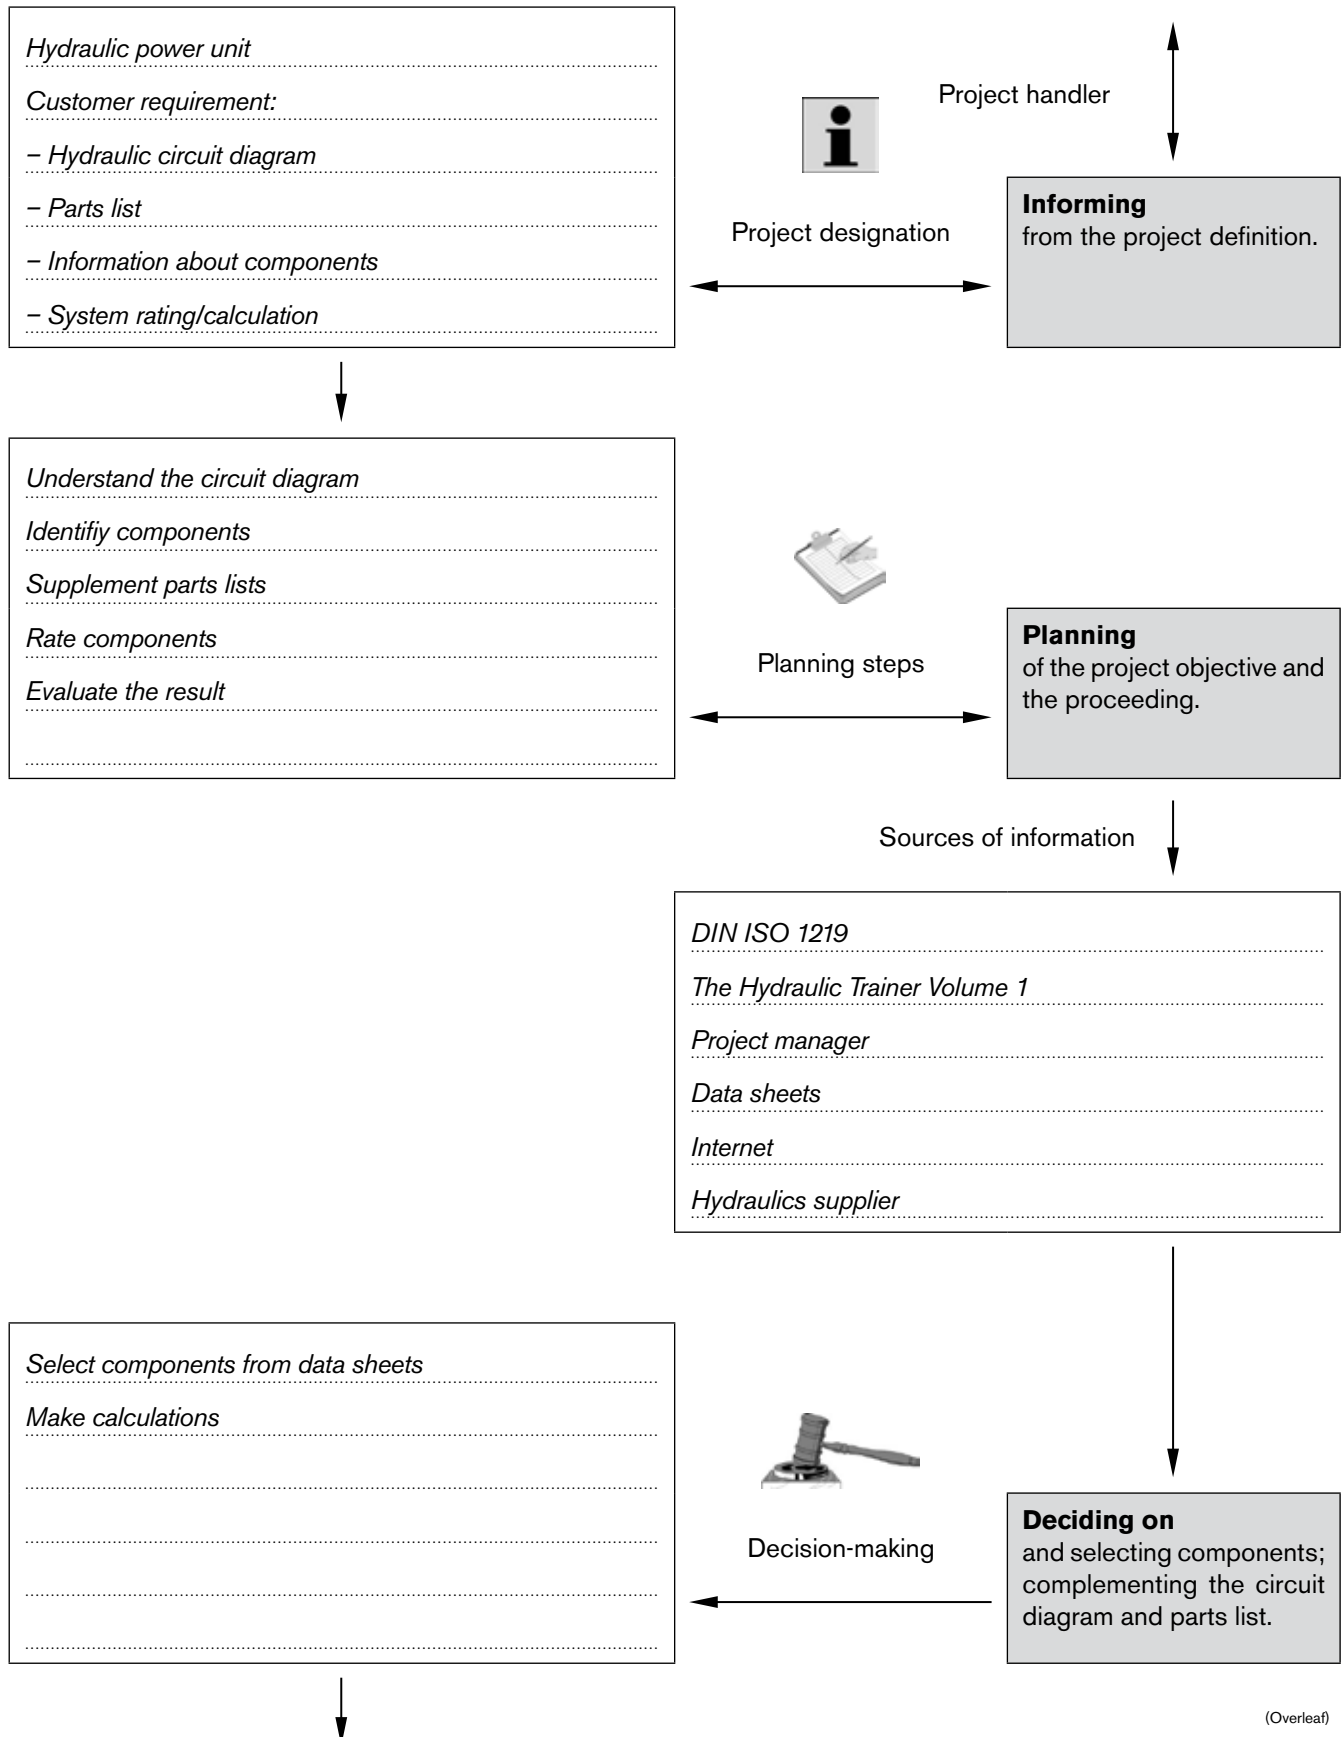 Hydraulic power unit
Customer requirement:
– Hydraulic circuit diagram
– Parts list
– Information about components
– System rating/calculation
Project handler
Project designation
Informing
from the project definition.
Understand the circuit diagram
Identifiy components
Supplement parts lists
Rate components
Evaluate the result
Planning steps
Planning
of the project objective and
the proceeding.
Sources of information
DIN ISO 1219
The Hydraulic Trainer Volume 1
Project manager
Data sheets
Internet
Hydraulics supplier
Select components from data sheets
Make calculations
Decision-making
Deciding on
and selecting components;
complementing the circuit
diagram and parts list.
(Overleaf)